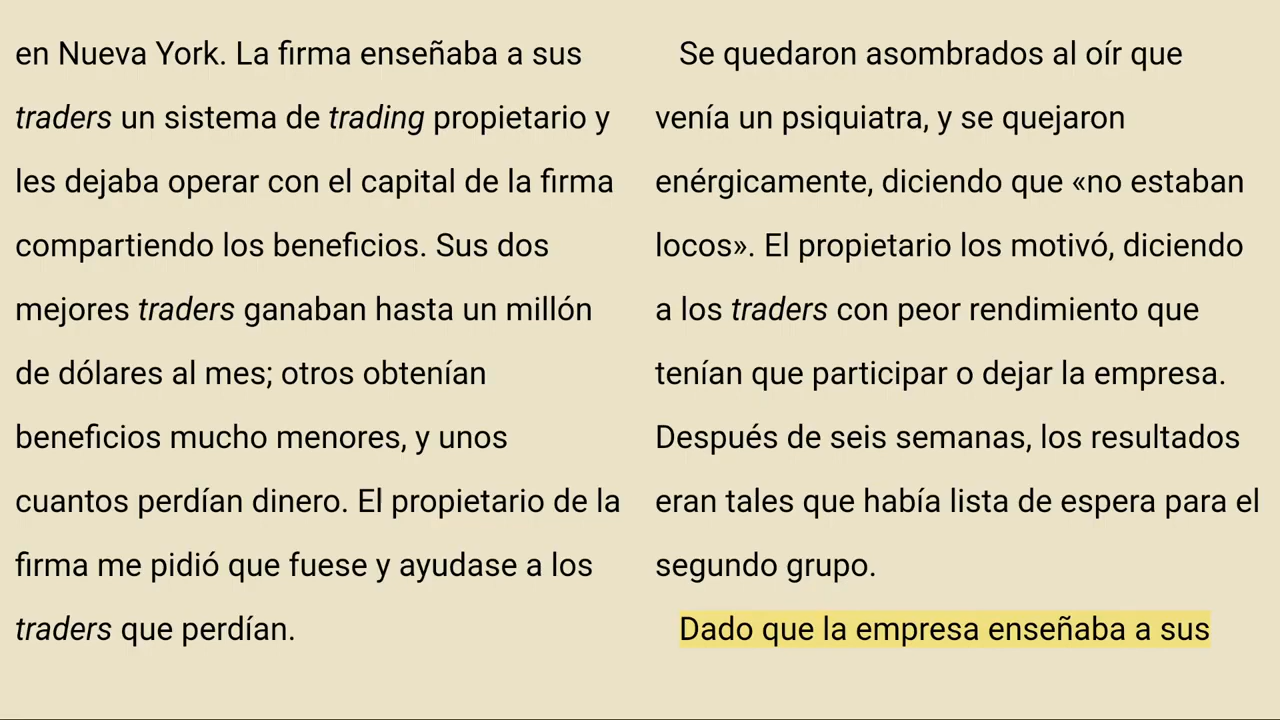 en Nueva York. La firma enseñaba a sus
traders un sistema de trading propietario y
les dejaba operar con el capital de la firma
compartiendo los beneficios. Sus dos
mejores traders ganaban hasta un millón
de dólares al mes; otros obtenían
beneficios mucho menores, y unos
cuantos perdían dinero. El propietario de la
firma me pidió que fuese y ayudase a los
traders que perdían.
Se quedaron asombrados al oír que
venía un psiquiatra, y se quejaron
enérgicamente, diciendo que «no estaban
locos». El propietario los motivó, diciendo
a los traders con peor rendimiento que
tenían que participar o dejar la empresa.
Después de seis semanas, los resultados
eran tales que había lista de espera para el
segundo grupo.
Dado que la empresa enseñaba a sus